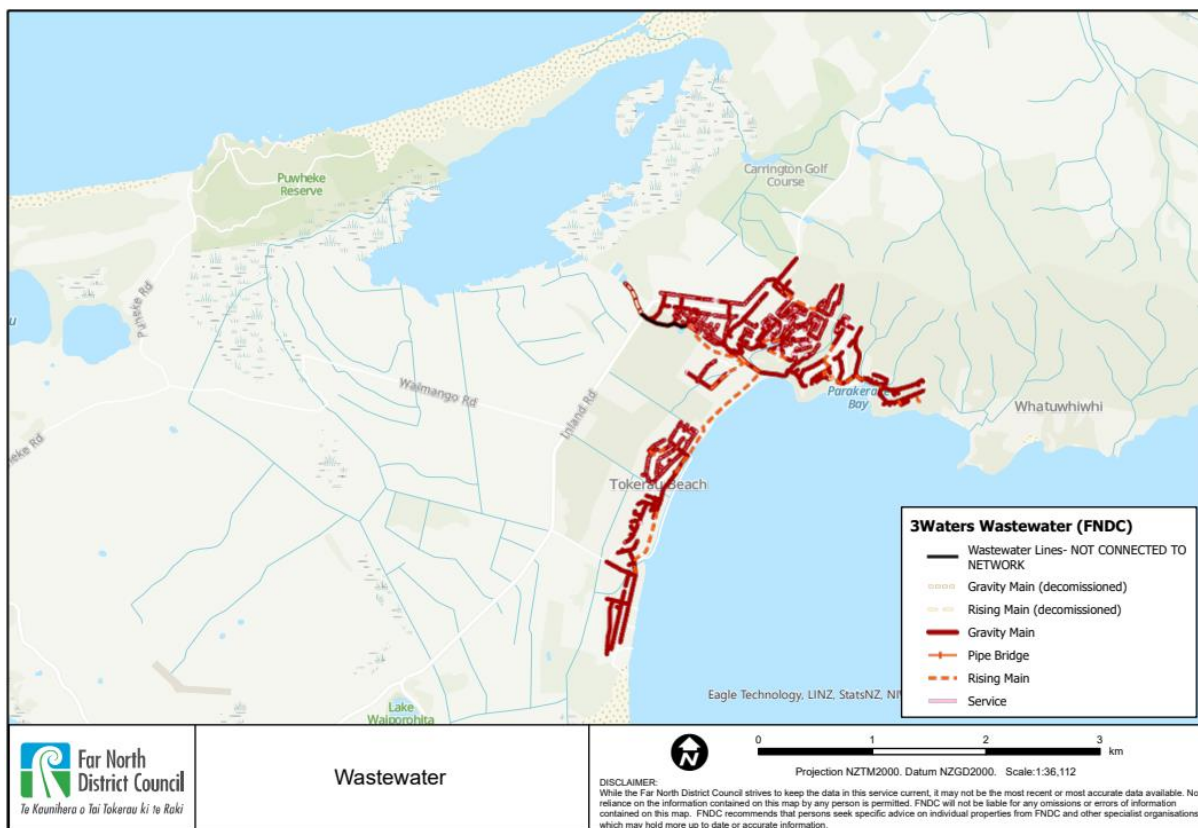 Puwheke
Reserve
Carrington Golf
Course
Puheke Rd
Waimango Rd
Inland Rd
Parakerake
Bay
Whatuwhiwhi
Tokerau Beach
Lake
Waiporohita
3Waters Wastewater (FNDC)
Wastewater Lines- NOT CONNECTED TO
NETWORK
Gravity Main (decomissioned)
Rising Main (decomissioned)
Gravity Main
Pipe Bridge
Rising Main
Service
Eagle Technology, LINZ, StatsNZ,
Far North
District Council
Te Kaunihera o Tai Tokerau ki te Raki
Wastewater
N
0 1 2 3
km
Projection NZTM2000. Datum NZGD2000. Scale:1:36,112
DISCLAIMER:
While the Far North District Council strives to keep the data in this service current, it may not be the most recent or most accurate data available. No
reliance on the information contained on this map by any person is permitted. FNDC will not be liable for any omissions or errors of information
contained on this map. FNDC recommends that persons seek specific advice on individual properties from FNDC and other specialist organisations
which may hold more up to date or accurate information.